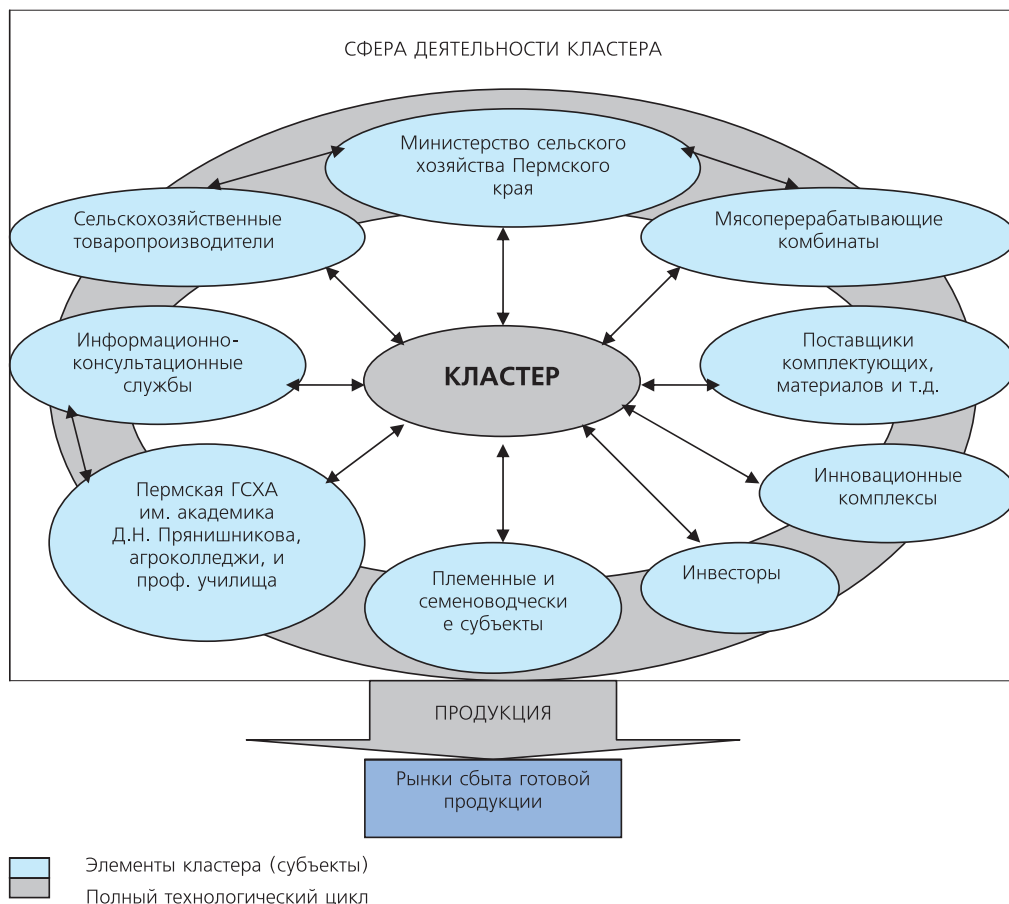 СФЕРА ДЕЯТЕЛЬНОСТИ КЛАСТЕРА
Министерство сельского
хозяйства Пермского
края
Сельскохозяйственные
товаропроизводители
Мясоперерабатывающие
комбинаты
Информационно-
консультационные
службы
КЛАСТЕР
Поставщики
комплектующих,
материалов и т.д.
Пермская ГСХА
им. академика
Д.Н. Прянишникова,
агроколледжи, и
проф. училища
Инновационные
комплексы
Племенные и
семеноводчески
е субъекты
Инвесторы
ПРОДУКЦИЯ
Рынки сбыта готовой
продукции
Элементы кластера (субъекты)
Полный технологический цикл